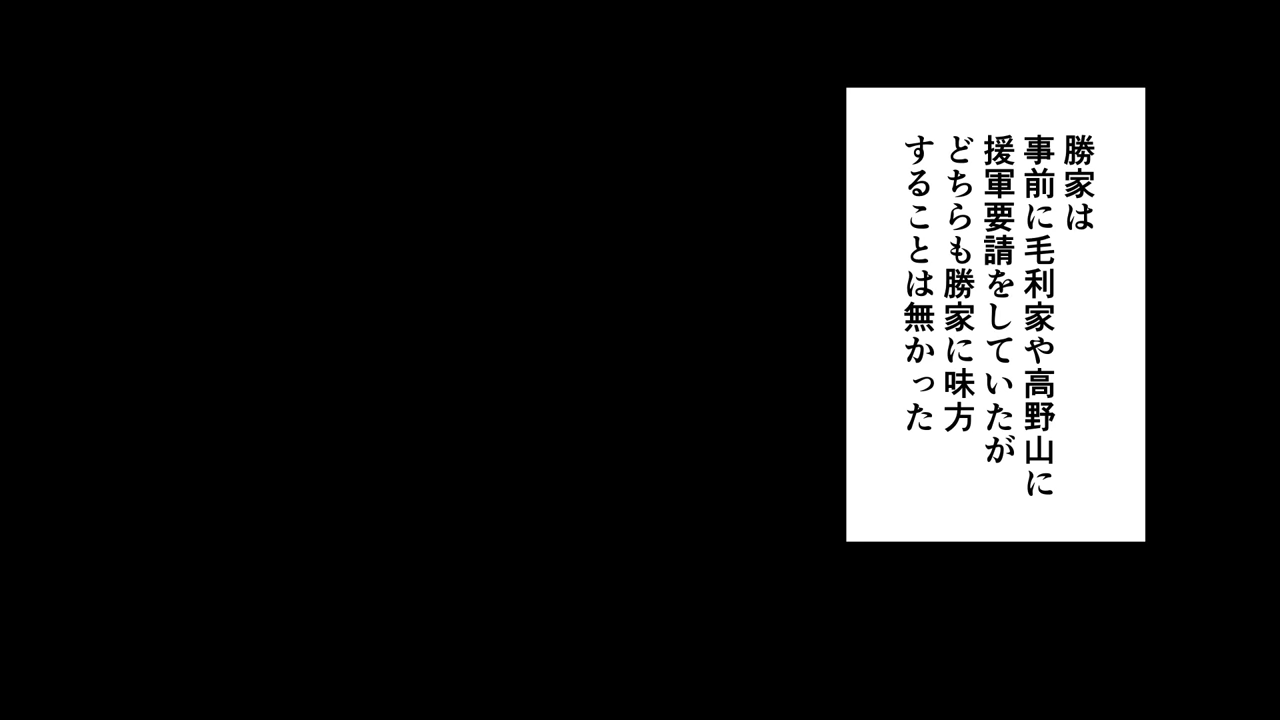 勝家は
事前に毛利家や高野山に
援軍要請をしていたが
どちらも勝家に味方
することは無かった